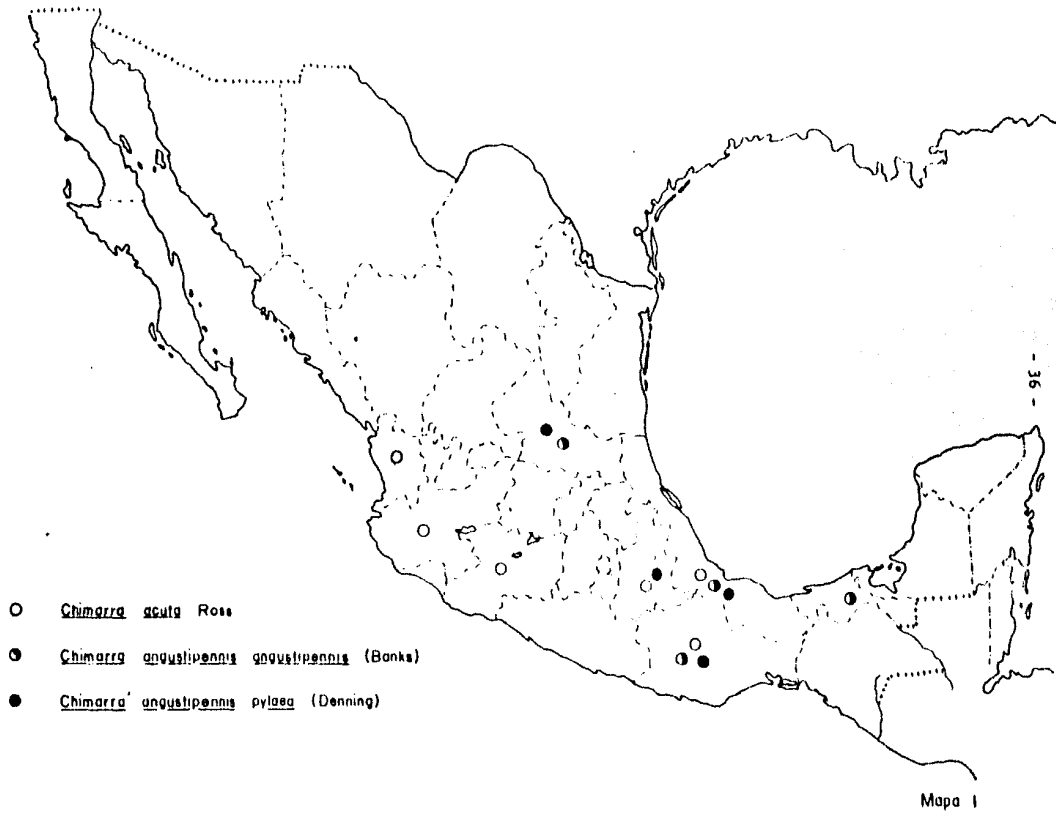 - 36 -
Chimarra acuta Ross
Chimarra angustipennis angustipennis (Banks)
Chimarra' angustipennis pylaea (Denning)
Mapa 1